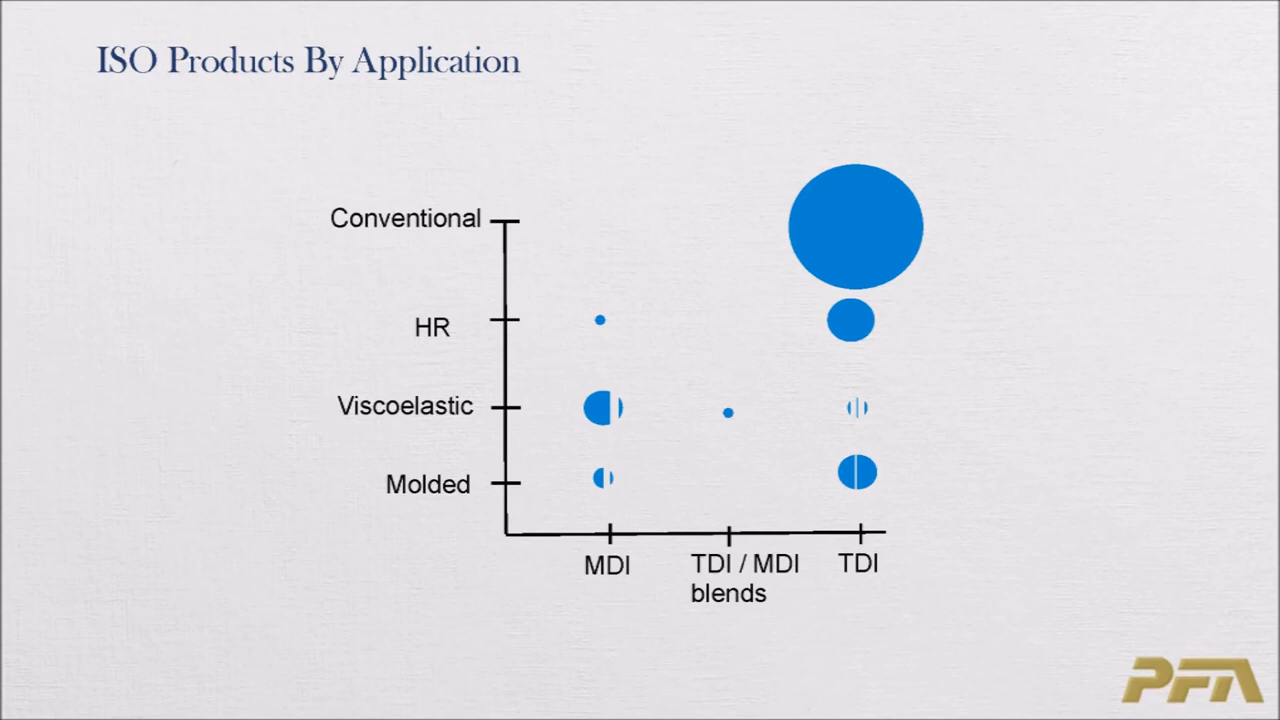 ISO Products By Application
Conventional
HR
Viscoelastic
Molded
MDI
TDI / MDI
blends
TDI
PFA